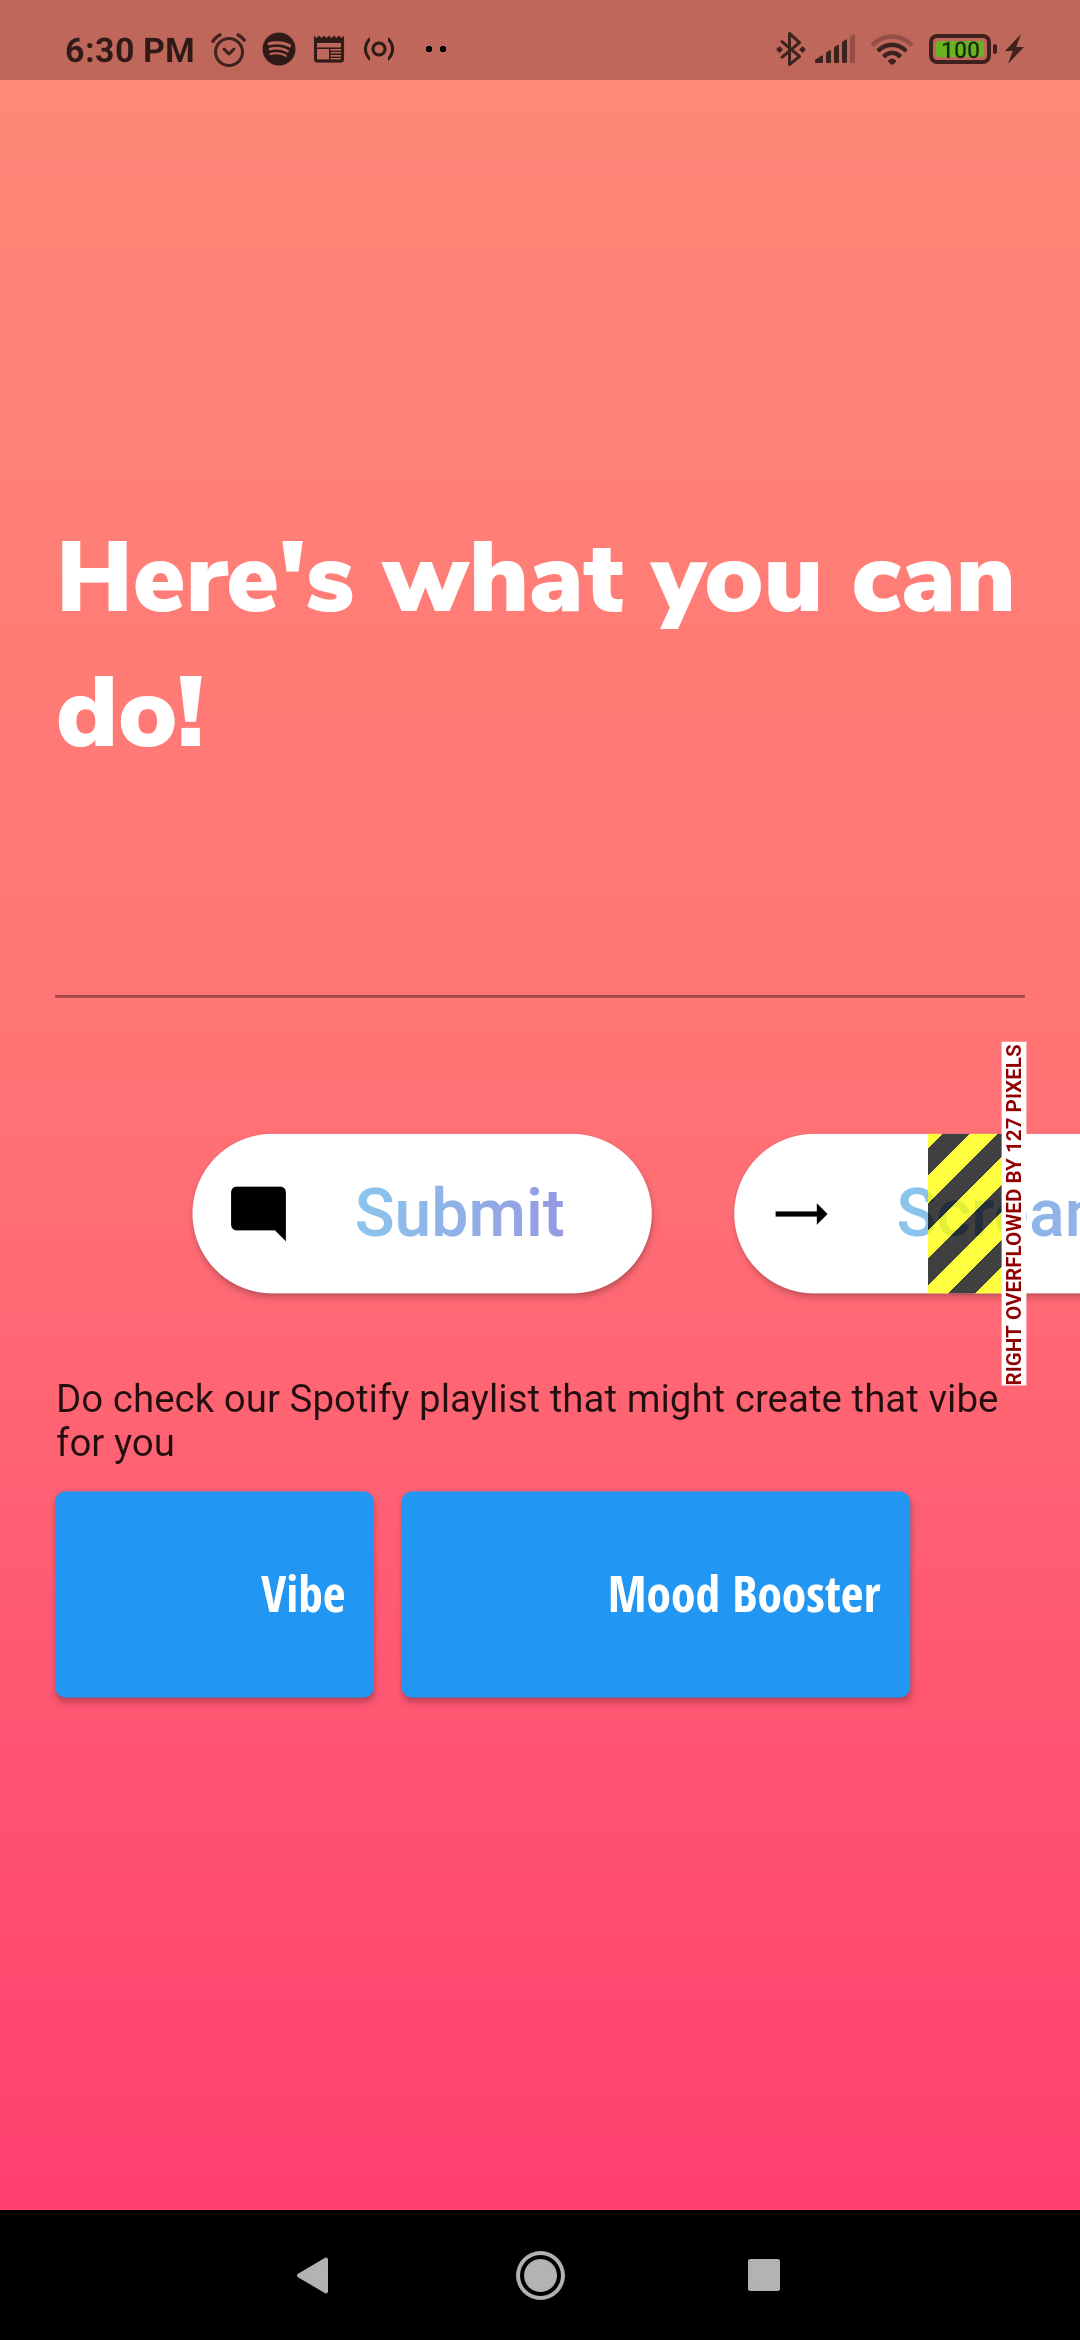 6:30 PM
100
Here's what you can
do!
RIGHT OVERFLOWED BY 127 PIXELS
Submit
Do check our Spotify playlist that might create that vibe
for you
Vibe
Mood Booster